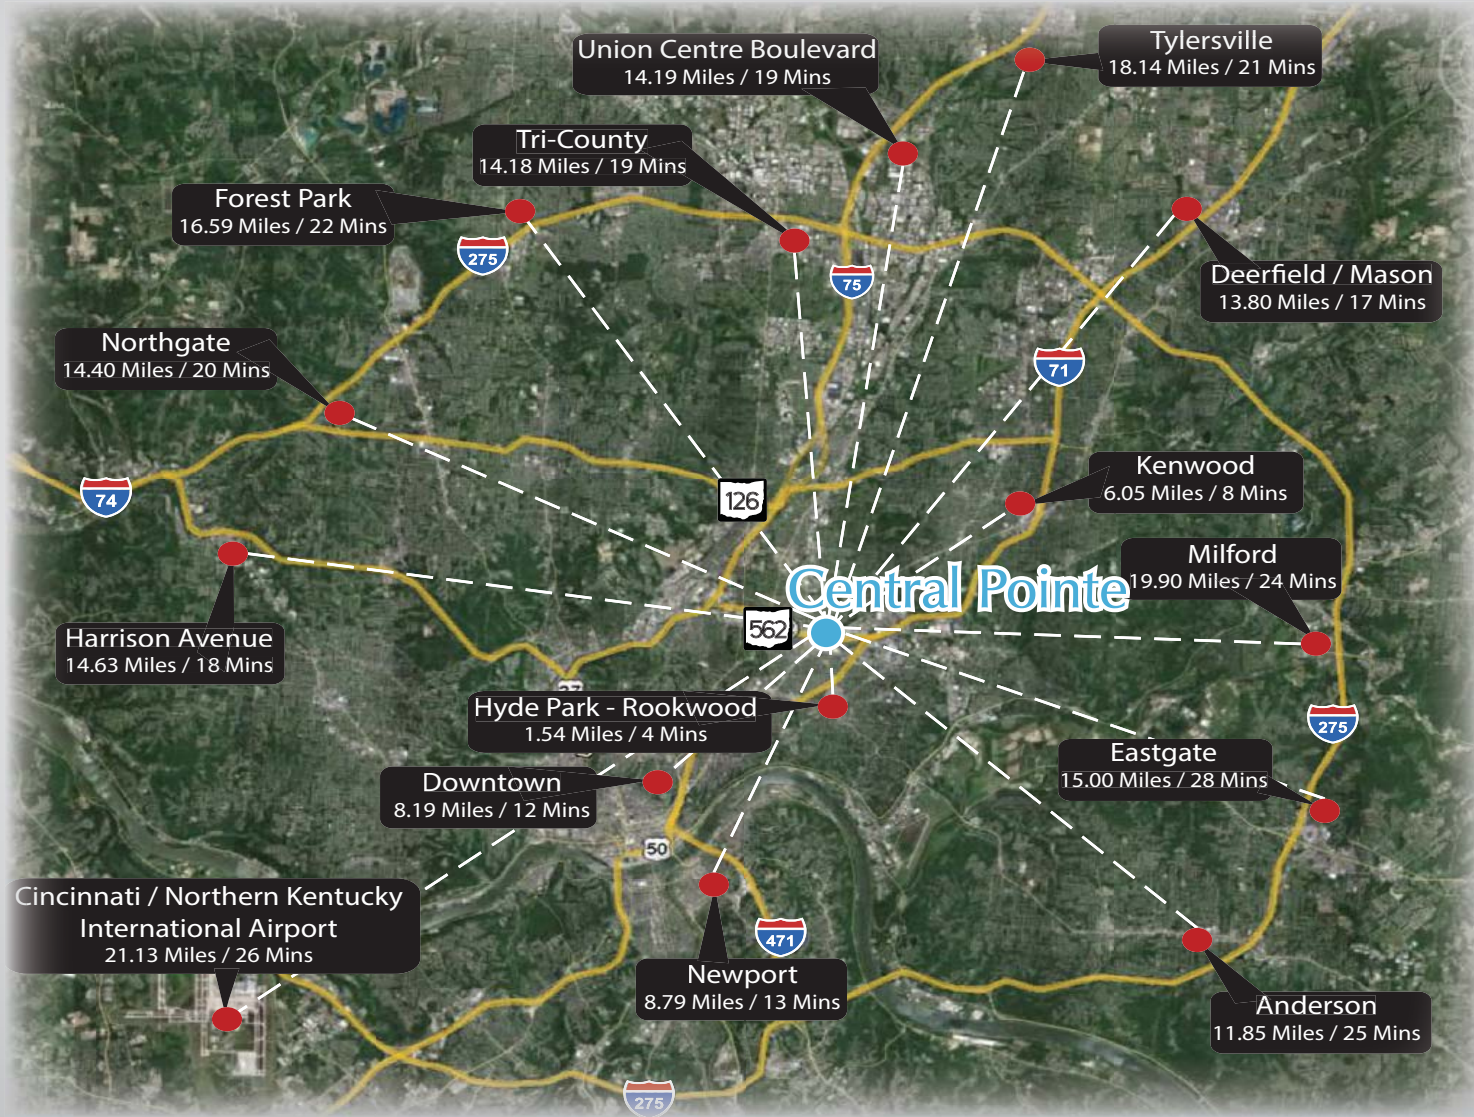 Union Centre Boulevard
14.19 Miles / 19 Mins
Tylersville
18.14 Miles / 21 Mins
Tri-County
14.18 Miles / 19 Mins
Forest Park
16.59 Miles / 22 Mins
275
75
Deerfield / Mason
13.80 Miles / 17 Mins
Northgate
14.40 Miles / 20 Mins
71
74
126
Kenwood
6.05 Miles / 8 Mins
Central Pointe
Milford
19.90 Miles / 24 Mins
562
Harrison Avenue
14.63 Miles / 18 Mins
Hyde Park - Rookwood
1.54 Miles / 4 Mins
275
Eastgate
15.00 Miles / 28 Mins
Downtown
8.19 Miles / 12 Mins
50
Cincinnati / Northern Kentucky
International Airport
21.13 Miles / 26 Mins
471
Newport
8.79 Miles / 13 Mins
Anderson
11.85 Miles / 25 Mins
275